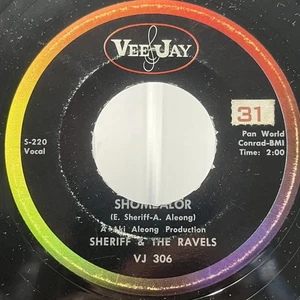 VEE-JAY
S-220
Vocal
31
Pan World
Conrad-BMI
Time: 2:00
SHOMBALOR
(E. Sheriff-A. Aleong)
A-Aki Aleong Production
SHERIFF & THE RAVELS
VJ 306